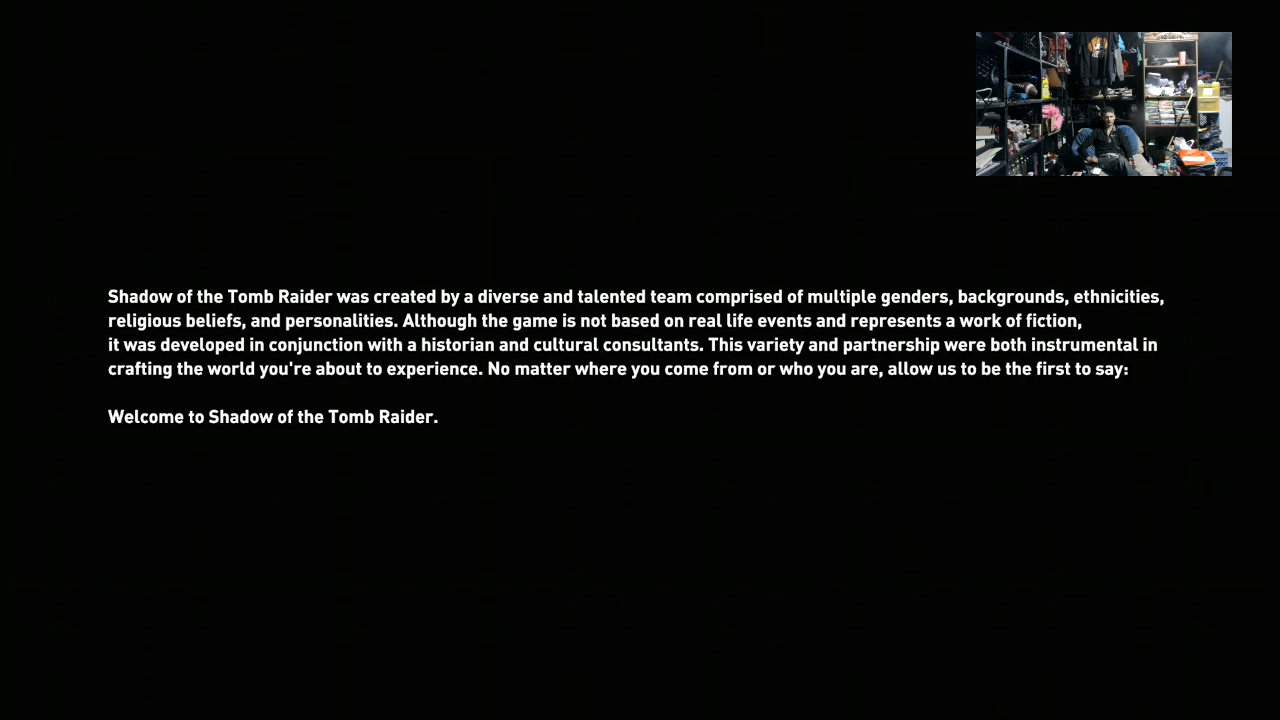 Shadow of the Tomb Raider was created by a diverse and talented team comprised of multiple genders, backgrounds, ethnicities,
religious beliefs, and personalities. Although the game is not based on real life events and represents a work of fiction,
it was developed in conjunction with a historian and cultural consultants. This variety and partnership were both instrumental in
crafting the world you're about to experience. No matter where you come from or who you are, allow us to be the first to say:
Welcome to Shadow of the Tomb Raider.